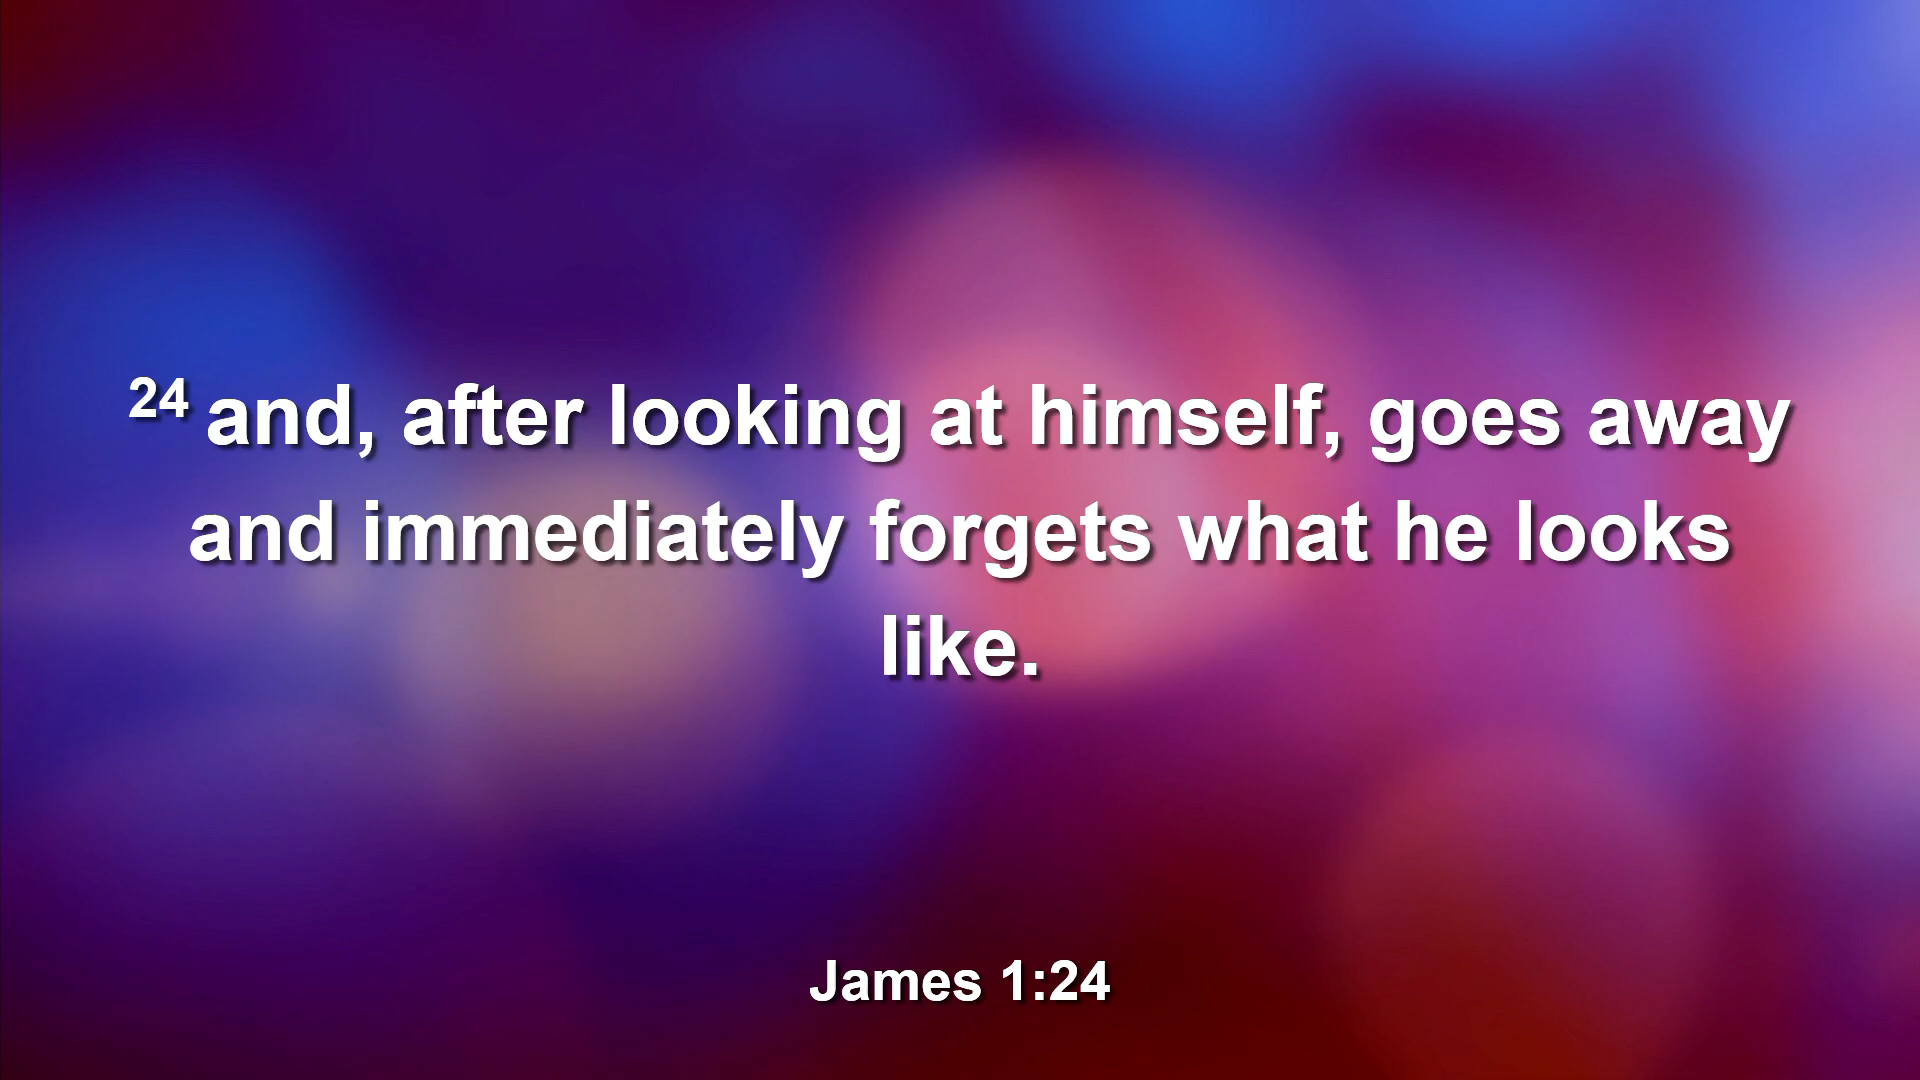 24 and, after looking at himself, goes away
and immediately forgets what he looks
like.
James 1:24